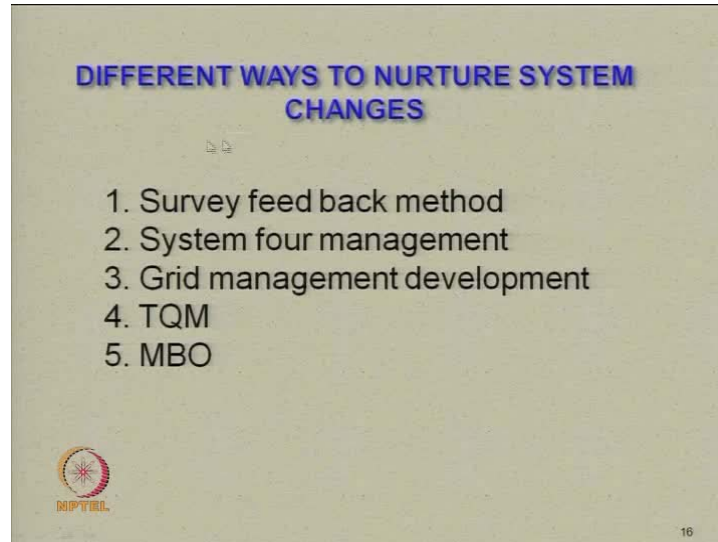 DIFFERENT WAYS TO NURTURE SYSTEM
CHANGES
1. Survey feed back method
2. System four management
3. Grid management development
4. TQM
5. MBO
NPTEL
16